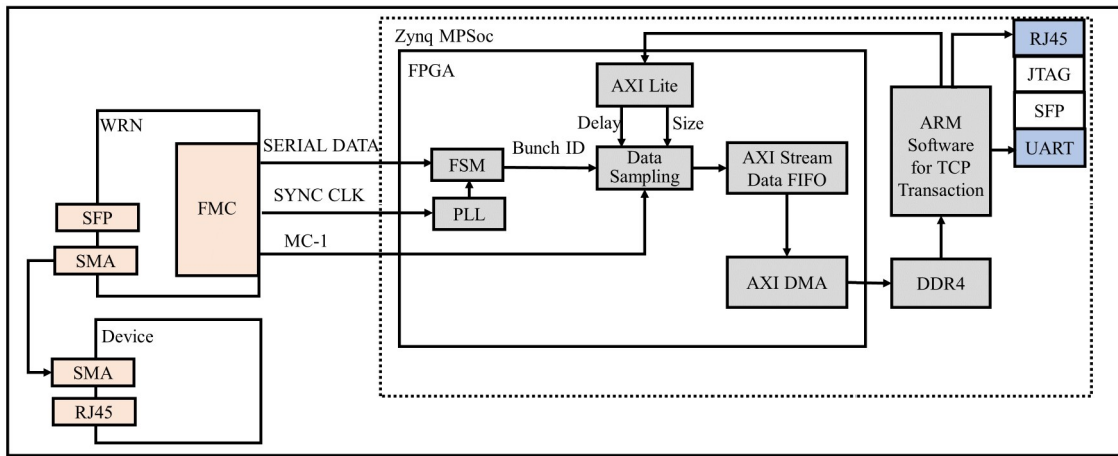 Zynq MPSoc
RJ45
FPGA
AXI Lite
JTAG
WRN
Delay
Size
SFP
ARM
Software
for TCP
Transaction
SERIAL DATA
Bunch ID
UART
FSM
Data
Sampling
AXI Stream
Data FIFO
FMC
SYNC CLK
PLL
SFP
MC-1
SMA
AXI DMA
DDR4
Device
SMA
RJ45